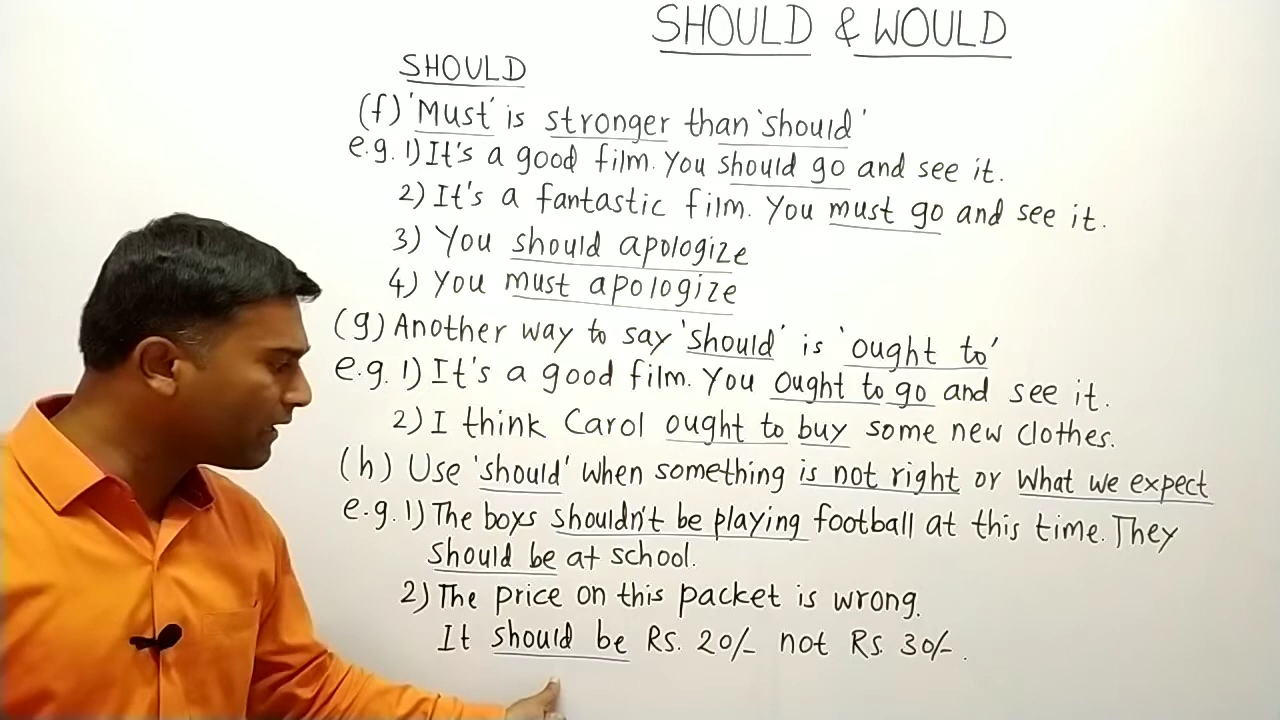 SHOULD & WOULD
SHOULD
(f) 'Must' is stronger than 'should'
e.g. 1) It's a good film. You should go and see it.
2) It's a fantastic film. You must go and see it.
3) You should apologize
4) You must apologize
(g) Another way to say 'should' is 'ought to'
e.g. 1) It's a good film. You ought to go and see it.
2) I think Carol ought to buy some new clothes.
(h) Use 'should' when something is not right or what we expect
e.g. 1) The boys shouldn't be playing football at this time. They
should be at school.
2) The price on this packet is wrong.
It should be Rs. 20/- not Rs. 30/-.